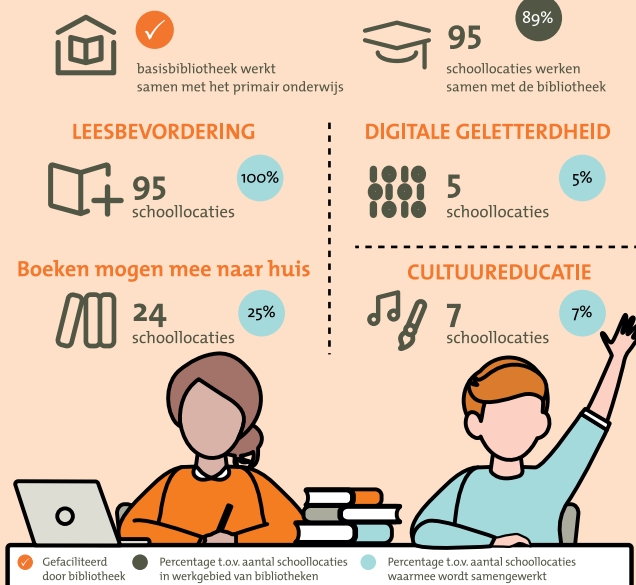 basisbibliotheek werkt
samen met het primair onderwijs
89%
95
schoollocaties werken
samen met de bibliotheek
LEESBEVORDERING
100%
95
schoollocaties
DIGITALE GELETTERDHEID
5%
5
schoollocaties
Boeken mogen mee naar huis
25%
24
schoollocaties
CULTUUREDUCATIE
7%
7
schoollocaties
Gefaciliteerd
door bibliotheek
Percentage t.o.v. aantal schoollocaties
in werkgebied van bibliotheken
Percentage t.o.v. aantal schoollocaties
waarmee wordt samengewerkt